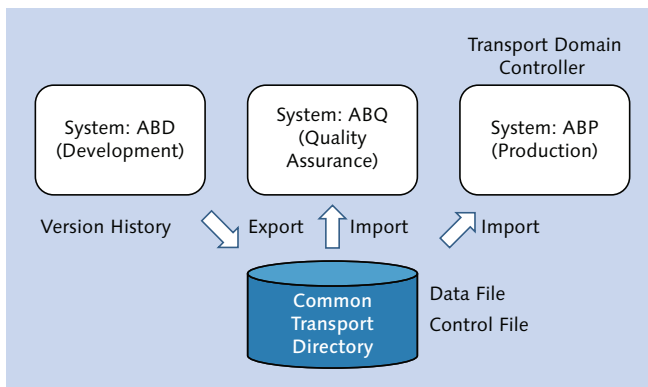 Transport Domain
Controller
System: ABD
(Development)
System: ABQ
(Quality
Assurance)
System: ABP
(Production)
Version History
Export
Import
Import
Common
Transport
Directory
Data File
Control File